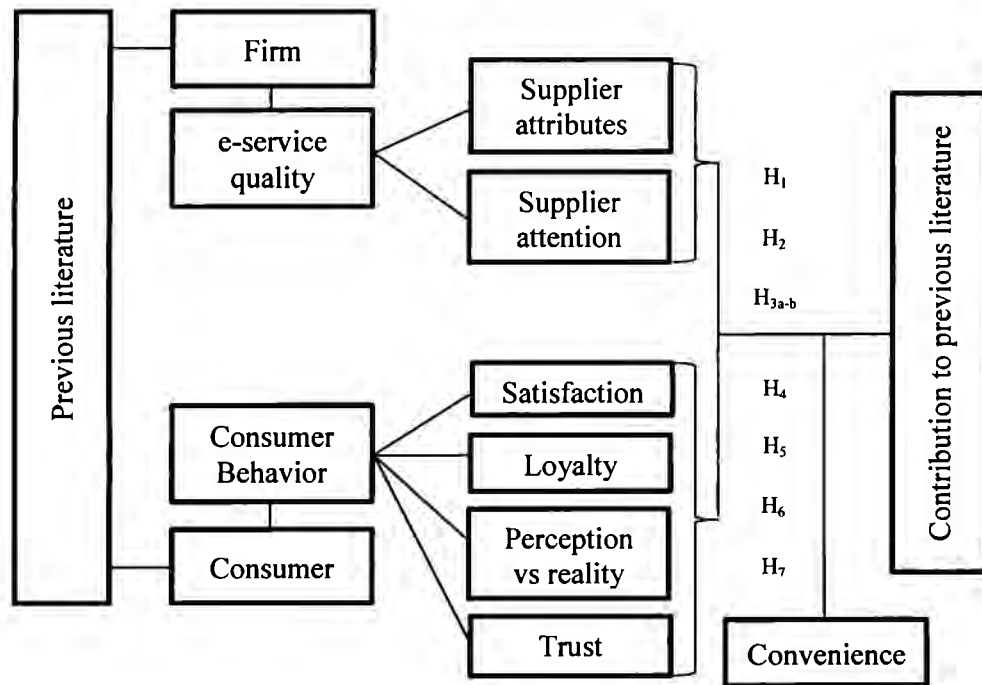 Previous literature
Firm
e-service
quality
Supplier
attributes
Supplier
attention
Consumer
Behavior
Consumer
Satisfaction
Loyalty
Perception
vs reality
Trust
H₁
H₂
H₃ₐ-b
H₄
H₅
H₆
H₇
Convenience
Contribution to previous literature